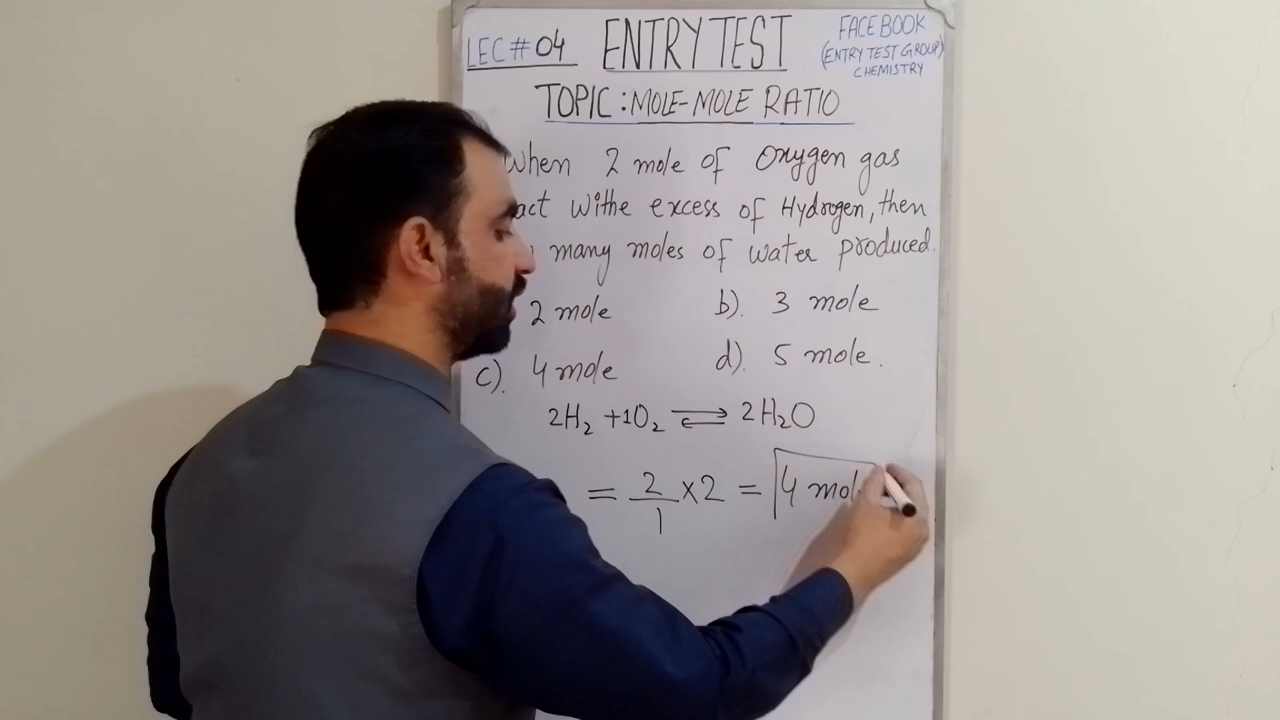 LEC # 04 ENTRY TEST FACEBOOK
(ENTRY TEST GROUP)
CHEMISTRY
TOPIC : MOLE-MOLE RATIO
When 2 mole of Oxygen gas
act withe excess of Hydrogen, then
many moles of water produced.
2 mole b). 3 mole
c). 4 mole d). 5 mole.
2H₂ + 1O₂ ⇌ 2H₂O
= 2/1 × 2 = 4 mol